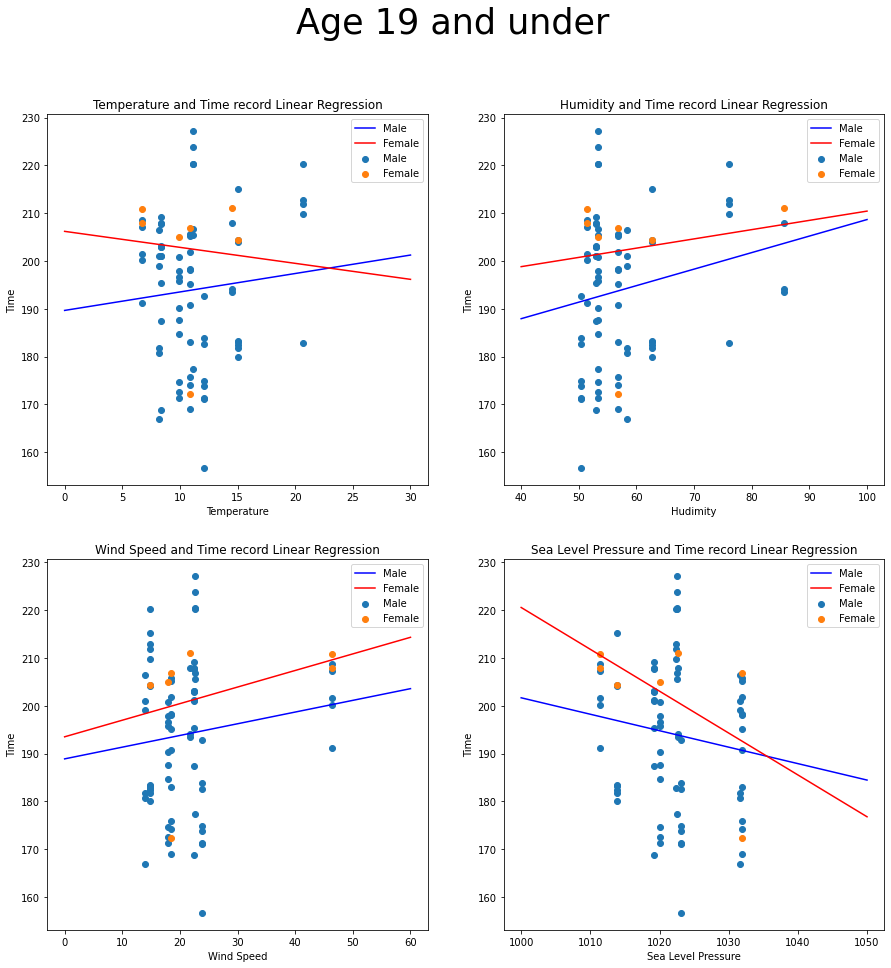 Age 19 and under
Temperature and Time record Linear Regression
Humidity and Time record Linear Regression
230
220
210
200
190
180
170
160
Time
Male
Female
Male
Female
0 5 10 15 20 25 30
Temperature
230
220
210
200
190
180
170
160
Time
Male
Female
Male
Female
40 50 60 70 80 90 100
Hudimity
Wind Speed and Time record Linear Regression
Sea Level Pressure and Time record Linear Regression
230
220
210
200
190
180
170
160
Time
Male
Female
Male
Female
0 10 20 30 40 50 60
Wind Speed
230
220
210
200
190
180
170
160
Time
Male
Female
Male
Female
1000 1010 1020 1030 1040 1050
Sea Level Pressure